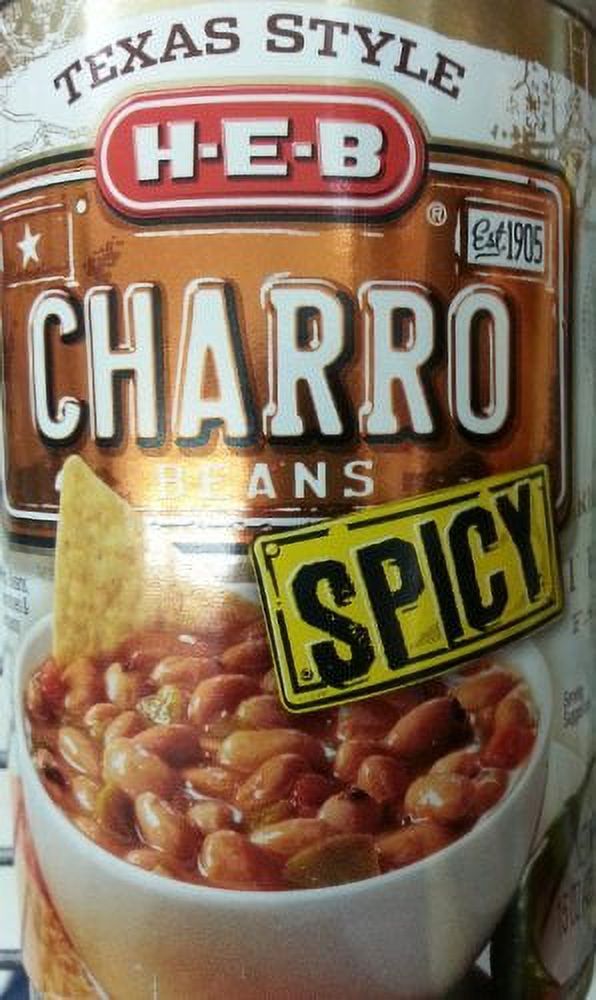 TEXAS STYLE
H-E-B
®
Est. 1905
CHARRO
BEANS
SPICY